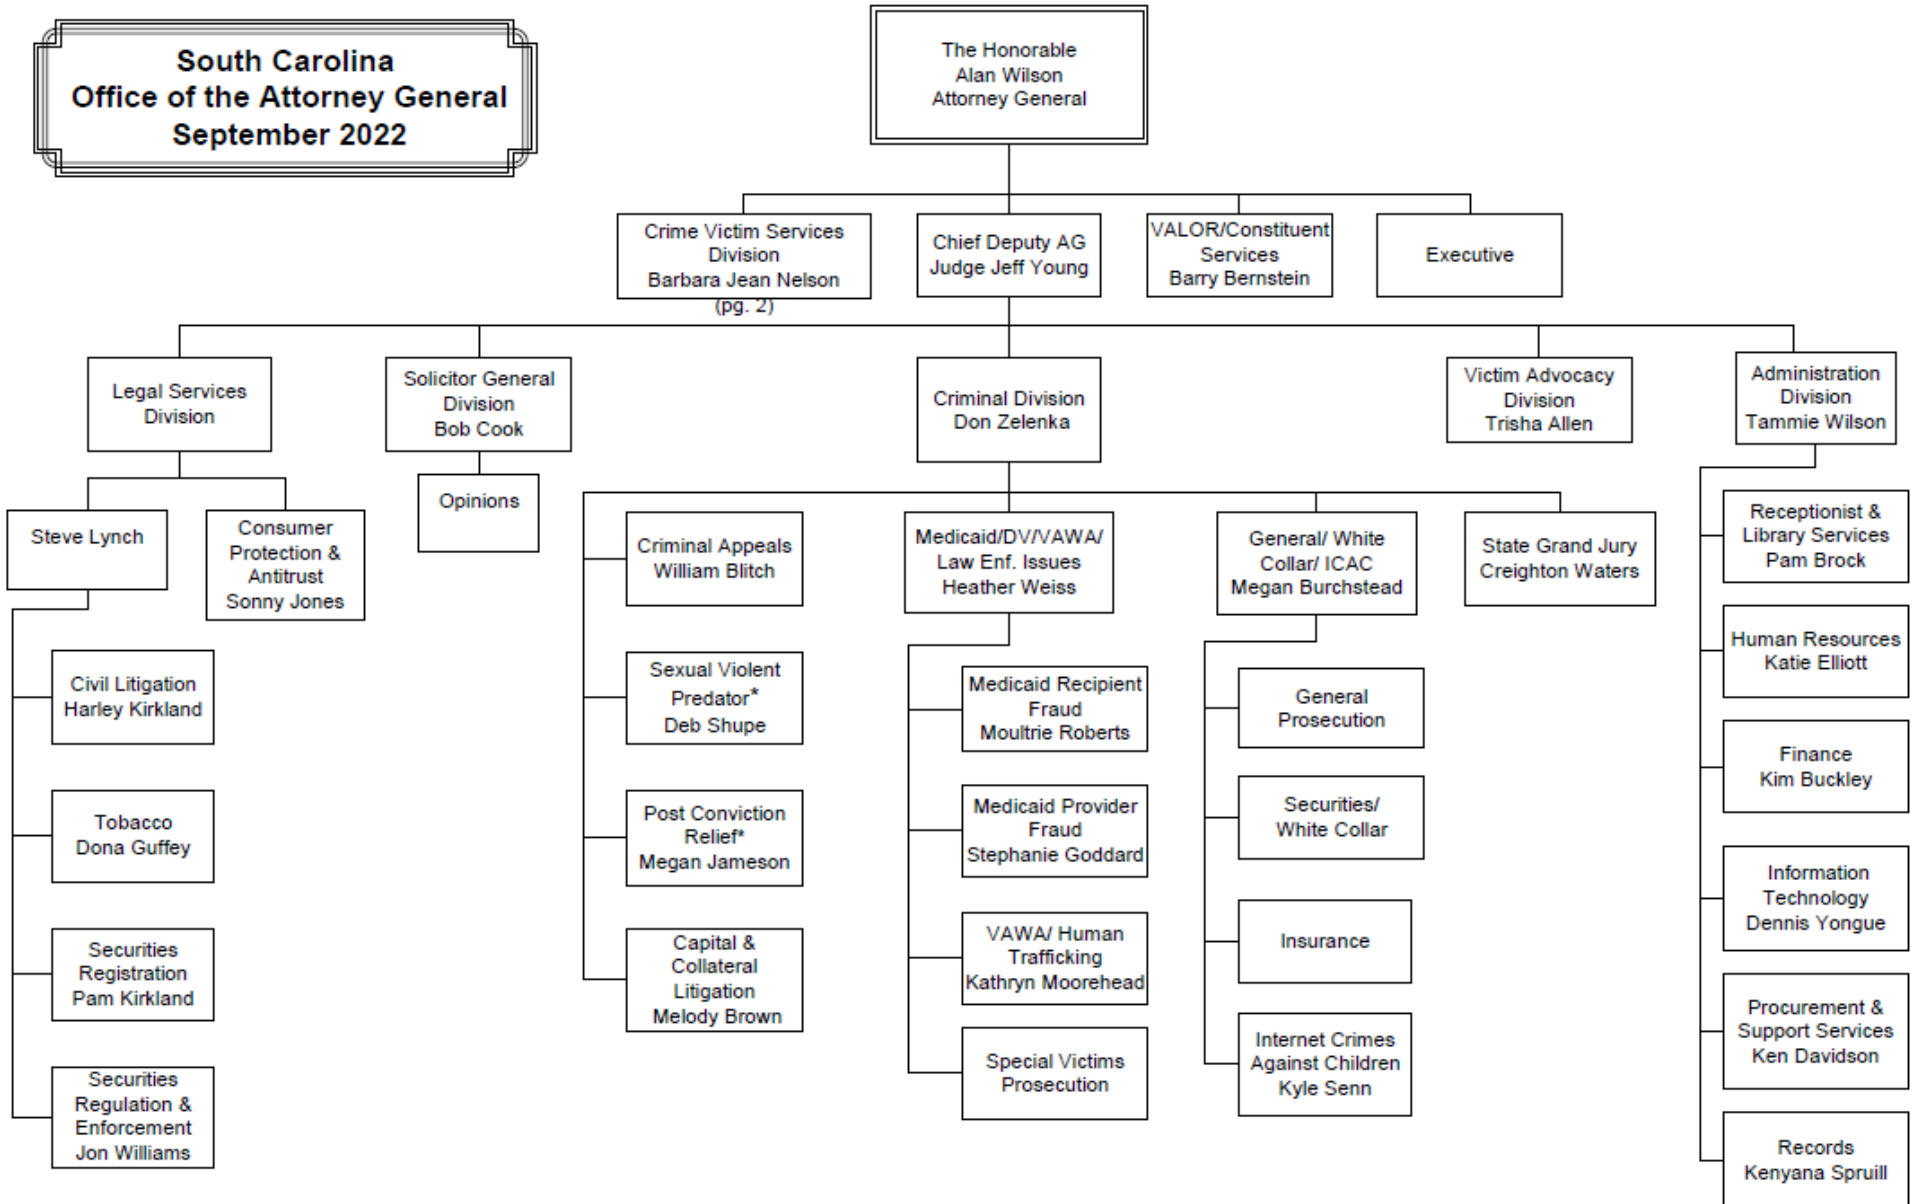 South Carolina
Office of the Attorney General
September 2022
The Honorable
Alan Wilson
Attorney General
Crime Victim Services
Division
Barbara Jean Nelson
(pg. 2)
Chief Deputy AG
Judge Jeff Young
VALOR/Constituent
Services
Barry Bernstein
Executive
Legal Services
Division
Solicitor General
Division
Bob Cook
Criminal Division
Don Zelenka
Victim Advocacy
Division
Trisha Allen
Administration
Division
Tammie Wilson
Steve Lynch
Consumer
Protection &
Antitrust
Sonny Jones
Opinions
Civil Litigation
Harley Kirkland
Tobacco
Dona Guffey
Securities
Registration
Pam Kirkland
Securities
Regulation &
Enforcement
Jon Williams
Criminal Appeals
William Blitch
Sexual Violent
Predator*
Deb Shupe
Post Conviction
Relief*
Megan Jameson
Capital &
Collateral
Litigation
Melody Brown
Medicaid/DV/VAWA/
Law Enf. Issues
Heather Weiss
Medicaid Recipient
Fraud
Moultrie Roberts
Medicaid Provider
Fraud
Stephanie Goddard
VAWA/ Human
Trafficking
Kathryn Moorehead
Special Victims
Prosecution
General/ White
Collar/ ICAC
Megan Burchstead
General
Prosecution
Securities/
White Collar
Insurance
Internet Crimes
Against Children
Kyle Senn
State Grand Jury
Creighton Waters
Receptionist &
Library Services
Pam Brock
Human Resources
Katie Elliott
Finance
Kim Buckley
Information
Technology
Dennis Yongue
Procurement &
Support Services
Ken Davidson
Records
Kenyana Spruill